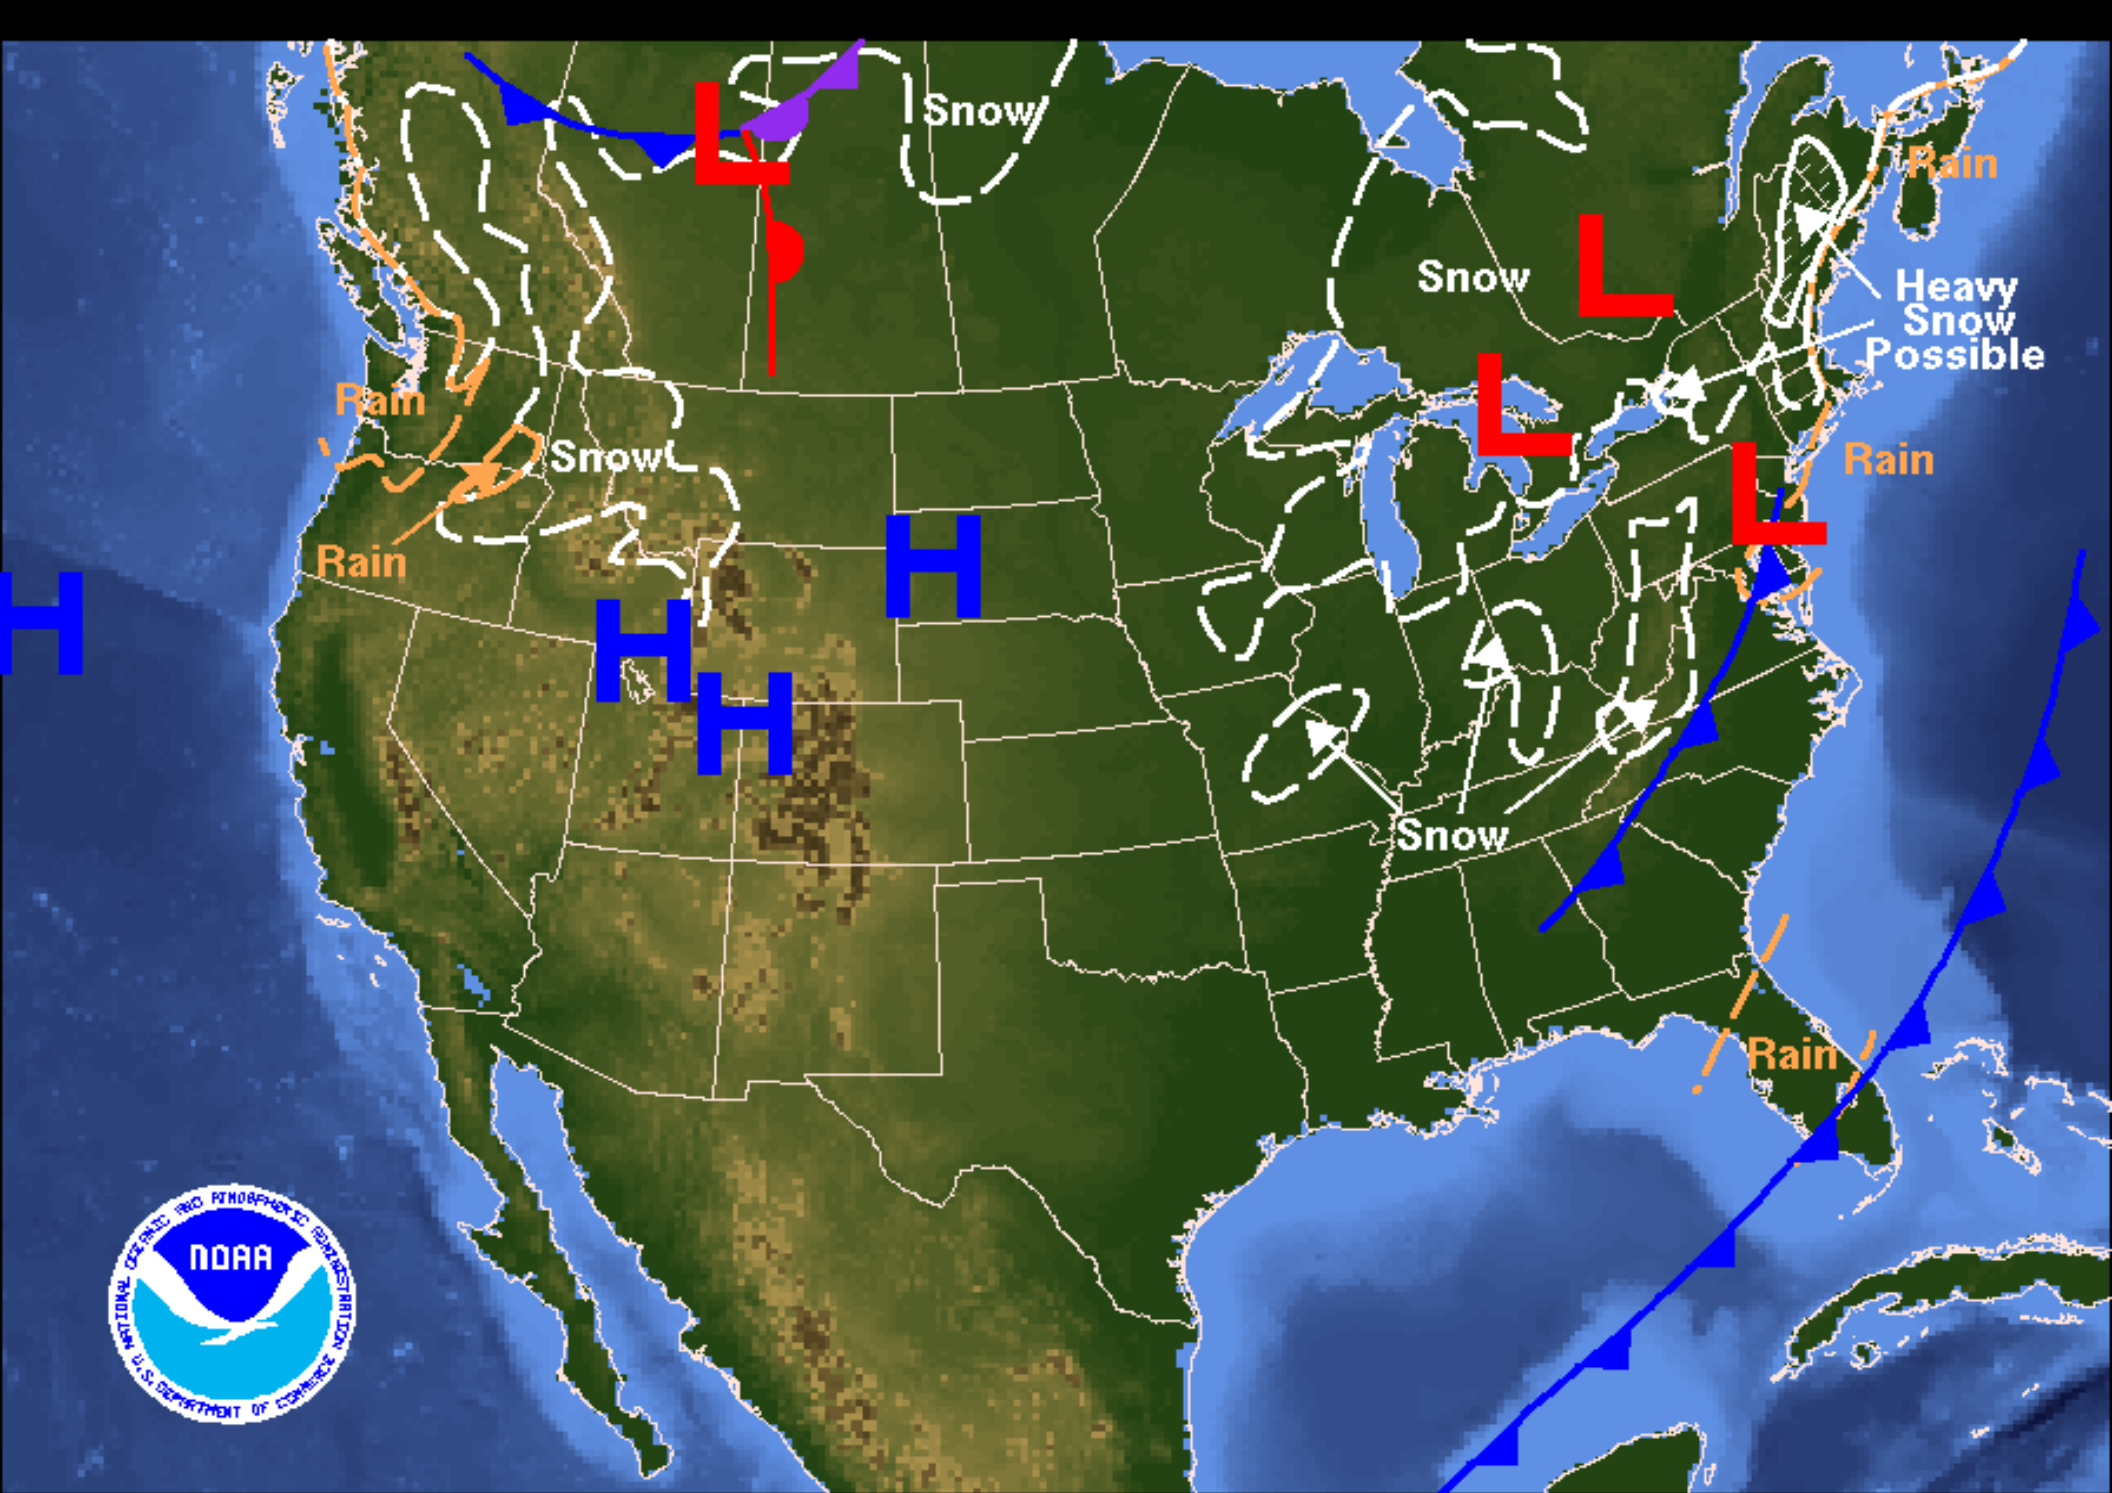 Snow
L
Rain
Snow
L
Heavy
Snow
Possible
L
Rain
Snow
Rain
L
H
Rain
H
H
H
Snow
Rain
NOAA
NATIONAL OCEANIC AND ATMOSPHERIC ADMINISTRATION
U.S. DEPARTMENT OF COMMERCE